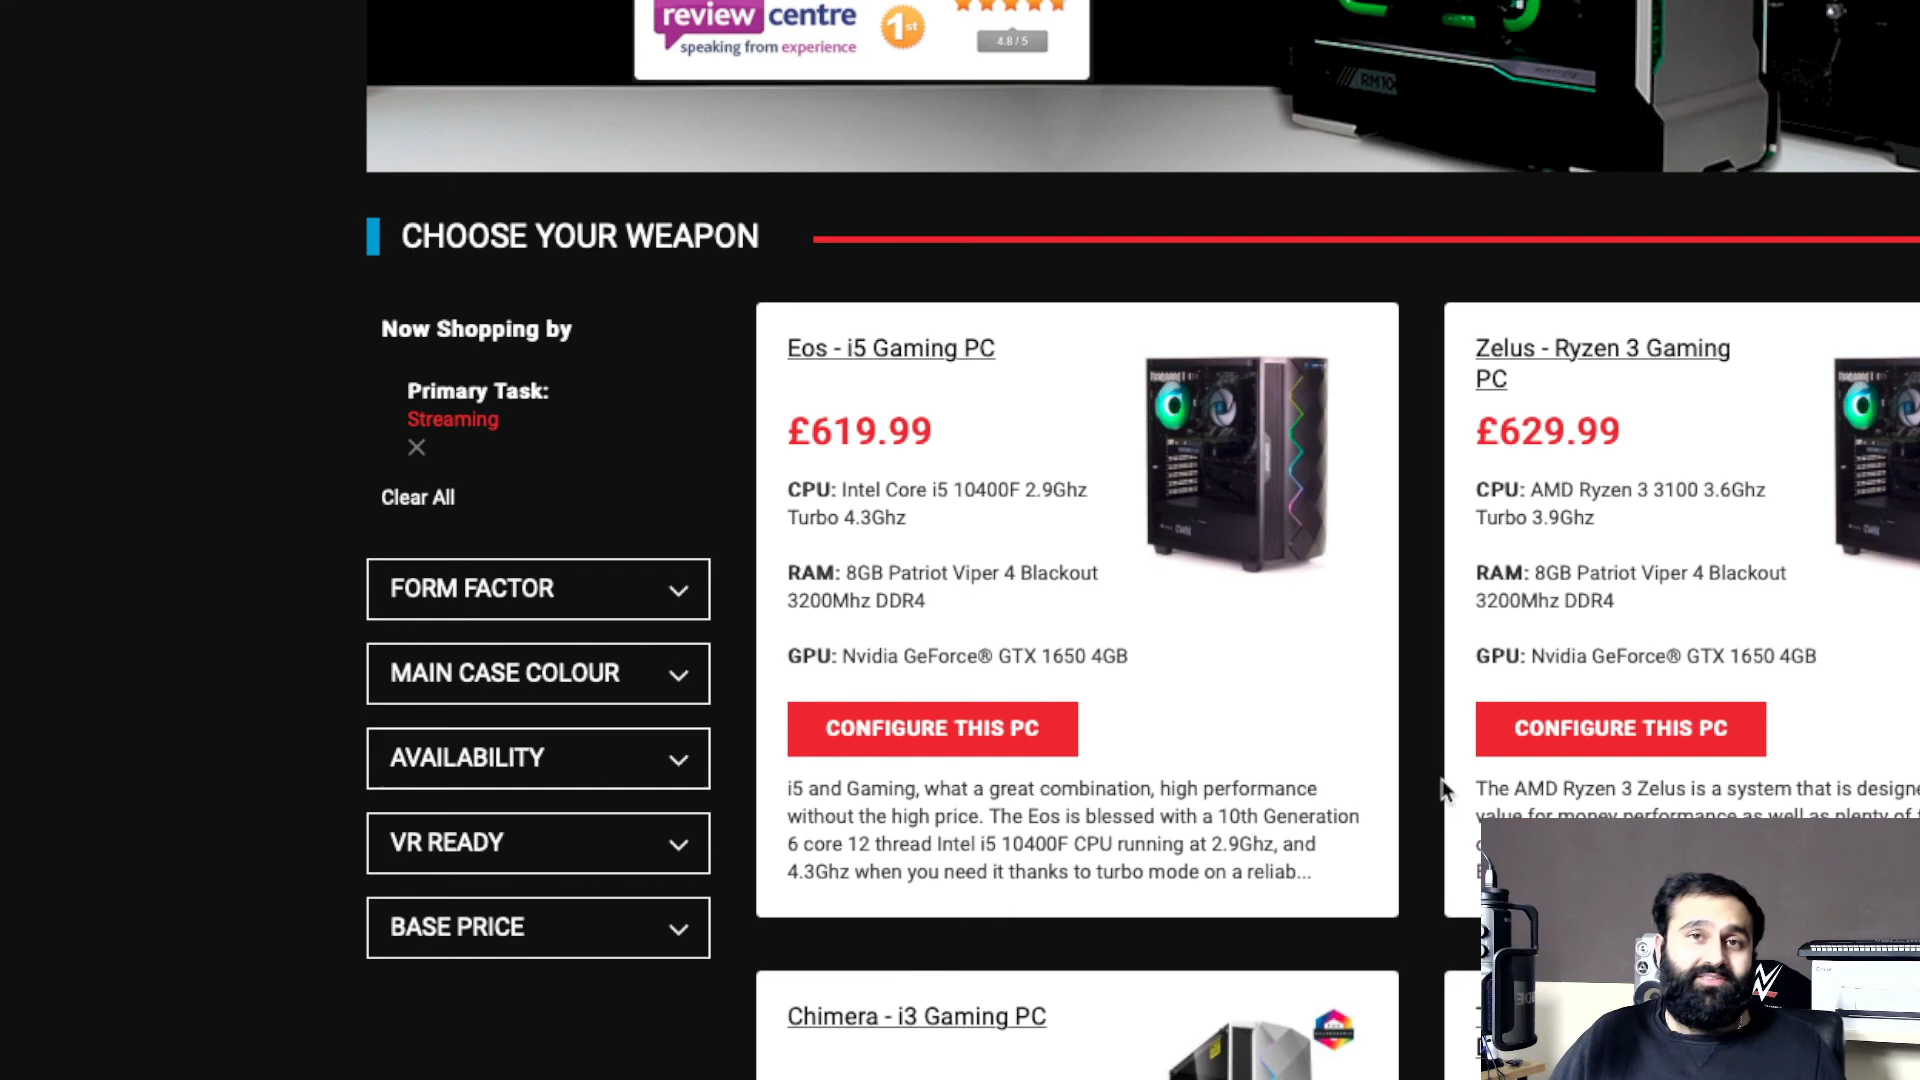 review centre
speaking from experience
1st
4.8 / 5
RM10
CHOOSE YOUR WEAPON
Now Shopping by
Primary Task:
Streaming
Clear All
FORM FACTOR
MAIN CASE COLOUR
AVAILABILITY
VR READY
BASE PRICE
Eos - i5 Gaming PC
£619.99
CPU: Intel Core i5 10400F 2.9Ghz
Turbo 4.3Ghz
RAM: 8GB Patriot Viper 4 Blackout
3200Mhz DDR4
GPU: Nvidia GeForce® GTX 1650 4GB
CONFIGURE THIS PC
i5 and Gaming, what a great combination, high performance
without the high price. The Eos is blessed with a 10th Generation
6 core 12 thread Intel i5 10400F CPU running at 2.9Ghz, and
4.3Ghz when you need it thanks to turbo mode on a reliab...
Zelus - Ryzen 3 Gaming
PC
£629.99
CPU: AMD Ryzen 3 3100 3.6Ghz
Turbo 3.9Ghz
RAM: 8GB Patriot Viper 4 Blackout
3200Mhz DDR4
GPU: Nvidia GeForce® GTX 1650 4GB
CONFIGURE THIS PC
The AMD Ryzen 3 Zelus is a system that is designe
value for money performance as well as plenty of
Chimera - i3 Gaming PC